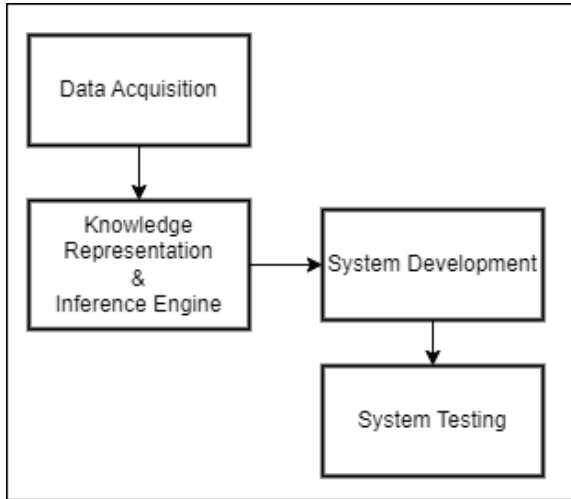 Data Acquisition
Knowledge
Representation
&
Inference Engine
System Development
System Testing